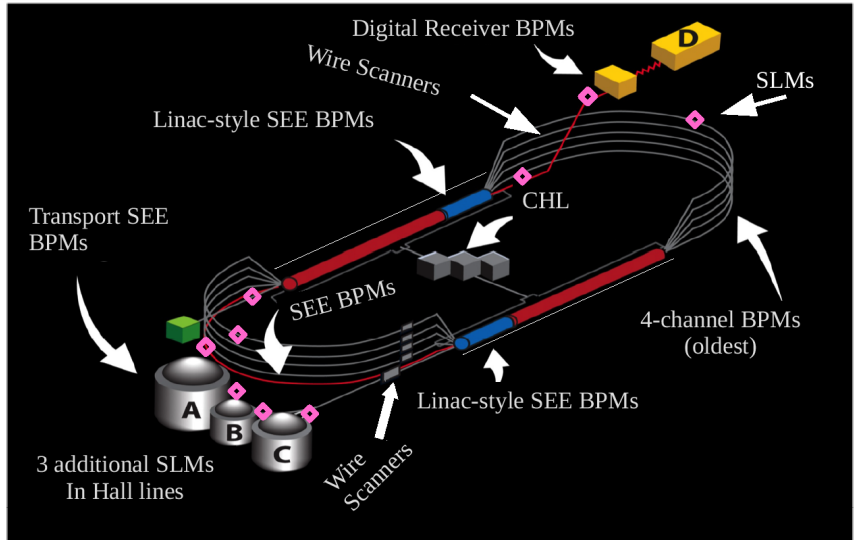 Digital Receiver BPMs
D
Wire Scanners
SLMs
Linac-style SEE BPMs
CHL
Transport SEE
BPMs
SEE BPMs
4-channel BPMs
(oldest)
Linac-style SEE BPMs
A
B
C
3 additional SLMs
In Hall lines
Wire
Scanners